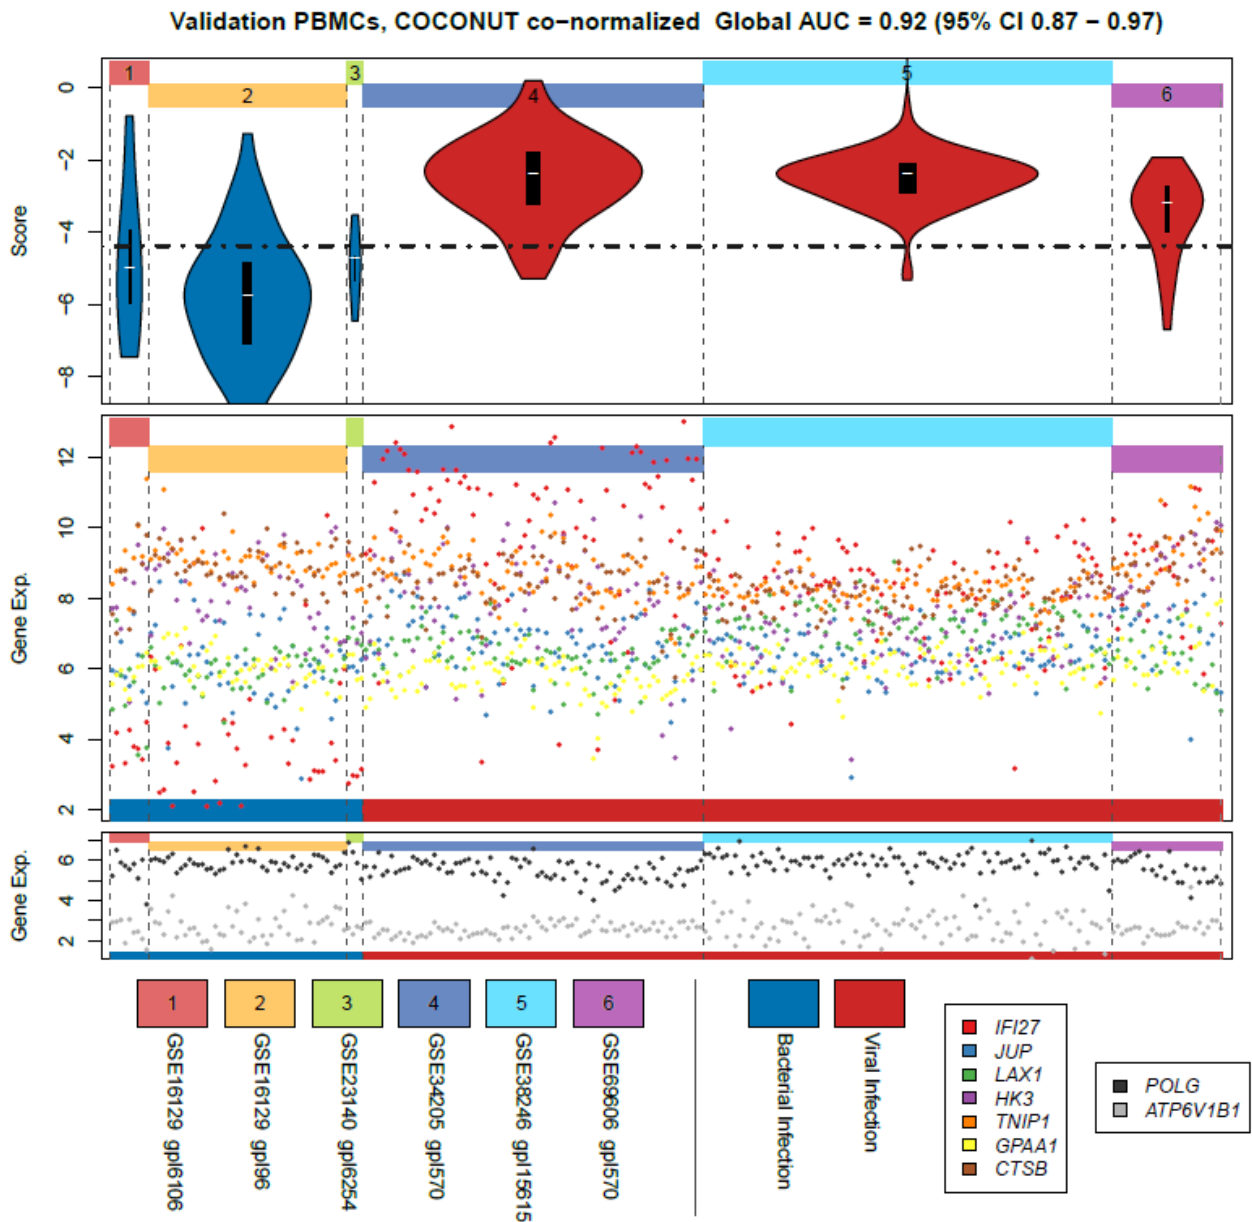 Validation PBMCs, COCONUT co−normalized Global AUC = 0.92 (95% CI 0.87 − 0.97)
Score
0
−2
−4
−6
−8
1
2
3
4
5
6
Gene Exp.
12
10
8
6
4
2
Gene Exp.
6
4
2
1
2
3
4
5
6
GSE16129 gpl6106
GSE16129 gpl96
GSE23140 gpl6254
GSE34205 gpl570
GSE38246 gpl15615
GSE69606 gpl570
Bacterial Infection
Viral Infection
IFI27
JUP
LAX1
HK3
TNIP1
GPAA1
CTSB
POLG
ATP6V1B1